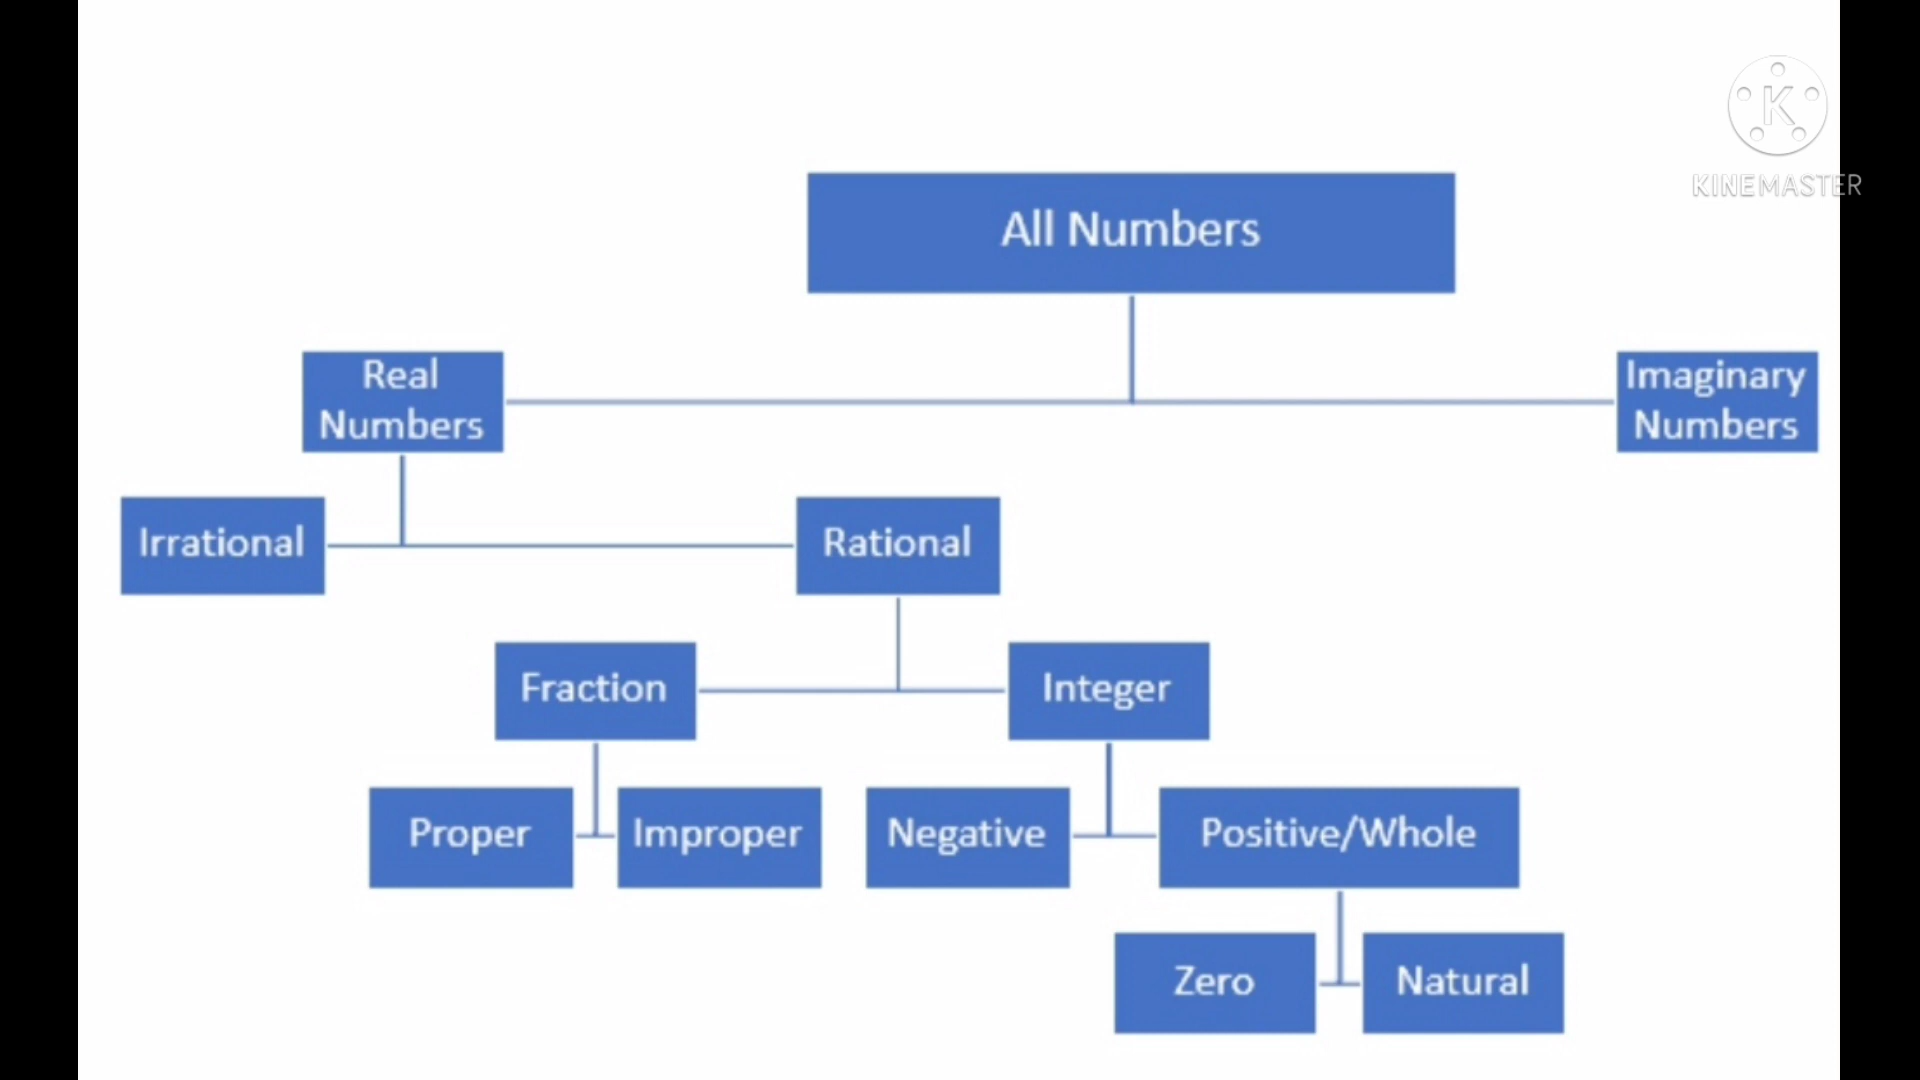 K
KINEMASTER
All Numbers
Real
Numbers
Imaginary
Numbers
Irrational
Rational
Fraction
Integer
Proper
Improper
Negative
Positive/Whole
Zero
Natural